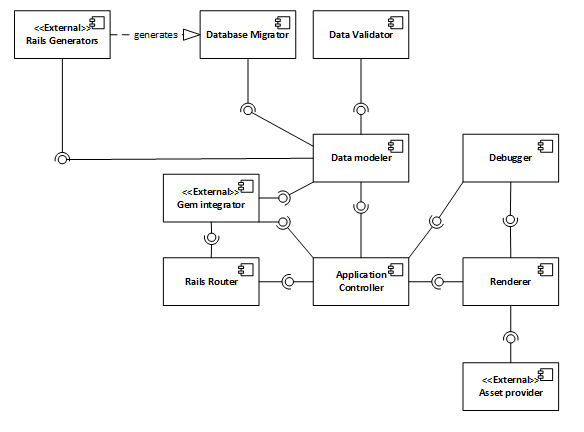 <<External>>
Rails Generators
generates
Database Migrator
Data Validator
Data modeler
Debugger
<<External>>
Gem integrator
Rails Router
Application
Controller
Renderer
<<External>>
Asset provider